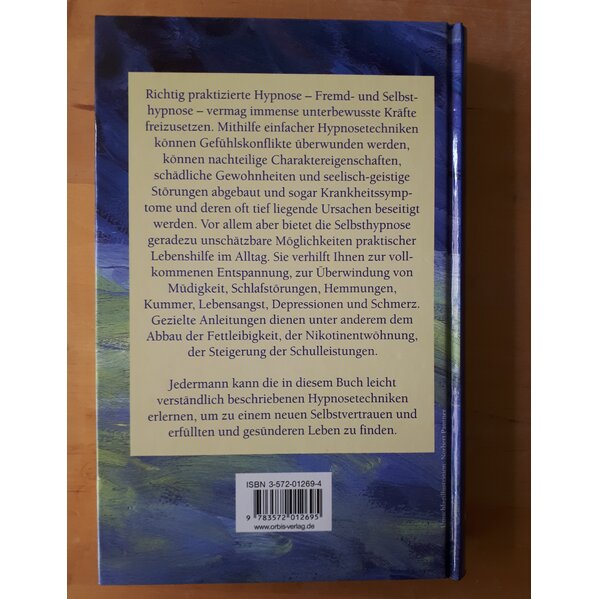 Richtig praktizierte Hypnose – Fremd- und Selbst-
hypnose – vermag immense unterbewusste Kräfte
freizusetzen. Mithilfe einfacher Hypnosetechniken
können Gefühlskonflikte überwunden werden,
können nachteilige Charaktereigenschaften,
schädliche Gewohnheiten und seelisch-geistige
Störungen abgebaut und sogar Krankheitssymp-
tome und deren oft tief liegende Ursachen beseitigt
werden. Vor allem aber bietet die Selbsthypnose
geradezu unschätzbare Möglichkeiten praktischer
Lebenshilfe im Alltag. Sie verhilft Ihnen zur voll-
kommenen Entspannung, zur Überwindung von
Müdigkeit, Schlafstörungen, Hemmungen,
Kummer, Lebensangst, Depressionen und Schmerz.
Gezielte Anleitungen dienen unter anderem dem
Abbau der Fettleibigkeit, der Nikotinentwöhnung,
der Steigerung der Schulleistungen.
Jedermann kann die in diesem Buch leicht
verständlich beschriebenen Hypnosetechniken
erlernen, um zu einem neuen Selbstvertrauen und
erfüllten und gesünderen Leben zu finden.
ISBN 3-572-01269-4
9 783572 012695
www.orbis-verlag.de
Norbert